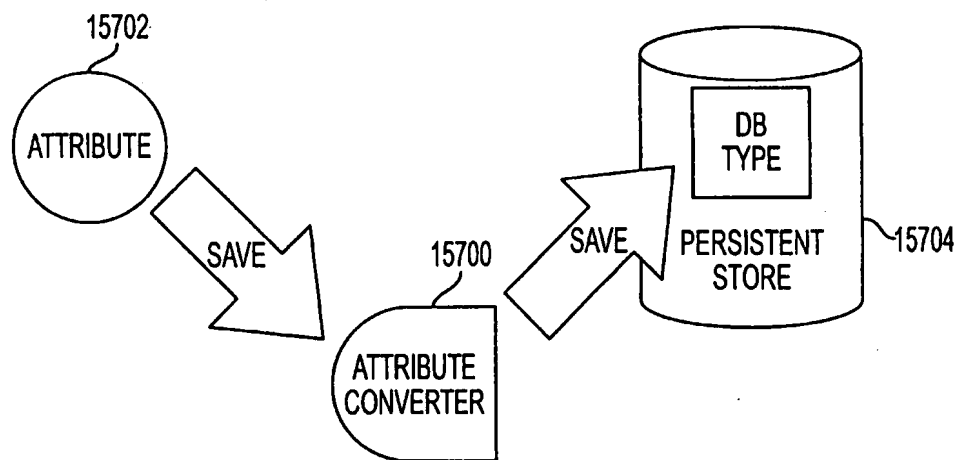 15702
ATTRIBUTE
SAVE
15700
ATTRIBUTE
CONVERTER
SAVE
DB
TYPE
PERSISTENT
STORE
15704